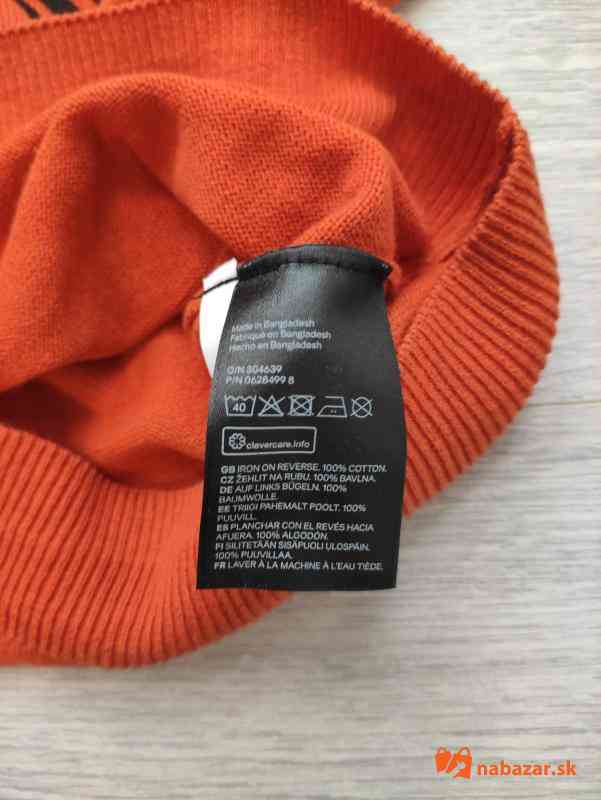 Made in Bangladesh
Fabriqué en Bangladesh
Hecho en Bangladesh
O/N 304639
P/N 0628499 8
40
clevercare.info
GB IRON ON REVERSE. 100% COTTON.
CZ ŽEHLIT NA RUBU. 100% BAVLNA.
DE AUF LINKS BÜGELN. 100%
BAUMWOLLE.
EE TRIIGI PAHEMALT POOLT. 100%
PUUVILL.
ES PLANCHAR CON EL REVÉS HACIA
AFUERA. 100% ALGODÓN.
FI SILITETÄÄN SISÄPUOLI ULOSPÄIN.
100% PUUVILLAA.
FR LAVER À LA MACHINE À L'EAU TIÈDE.
nabazar.sk